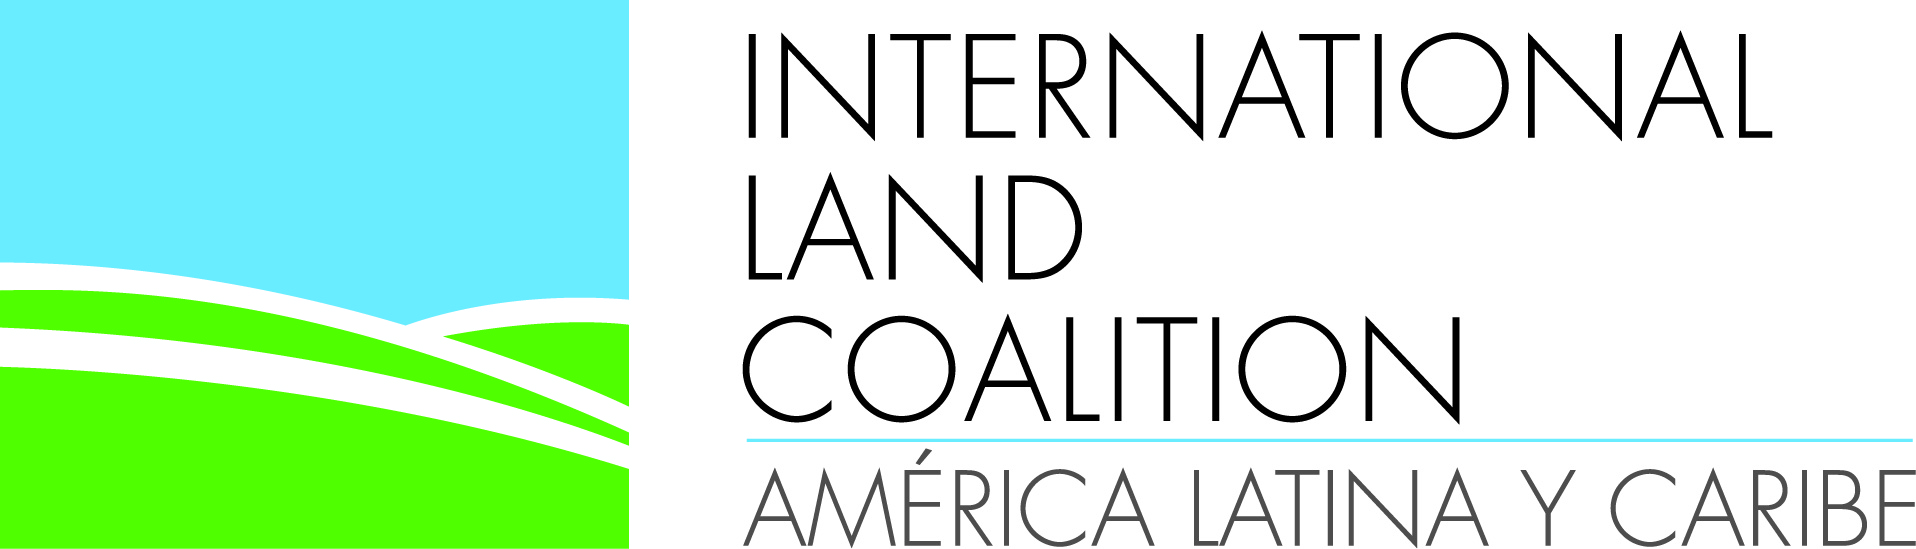 INTERNATIONAL
LAND
COALITION
AMÉRICA LATINA Y CARIBE